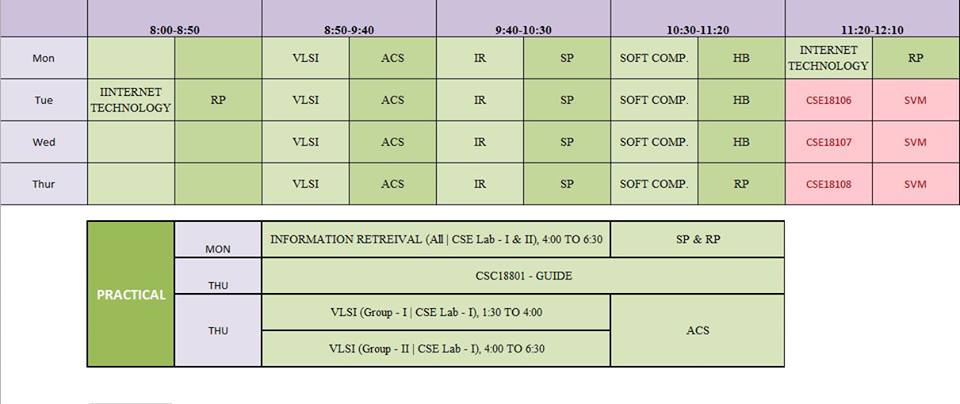 8:00-8:50 8:50-9:40 9:40-10:30 10:30-11:20 11:20-12:10
Mon VLSI ACS IR SP SOFT COMP. HB INTERNET TECHNOLOGY RP
Tue IINTERNET TECHNOLOGY RP VLSI ACS IR SP SOFT COMP. HB CSE18106 SVM
Wed VLSI ACS IR SP SOFT COMP. HB CSE18107 SVM
Thur VLSI ACS IR SP SOFT COMP. RP CSE18108 SVM
PRACTICAL
MON INFORMATION RETREIVAL (All | CSE Lab - I & II), 4:00 TO 6:30 SP & RP
THU CSC18801 - GUIDE
THU VLSI (Group - I | CSE Lab - I), 1:30 TO 4:00 ACS
VLSI (Group - II | CSE Lab - I), 4:00 TO 6:30